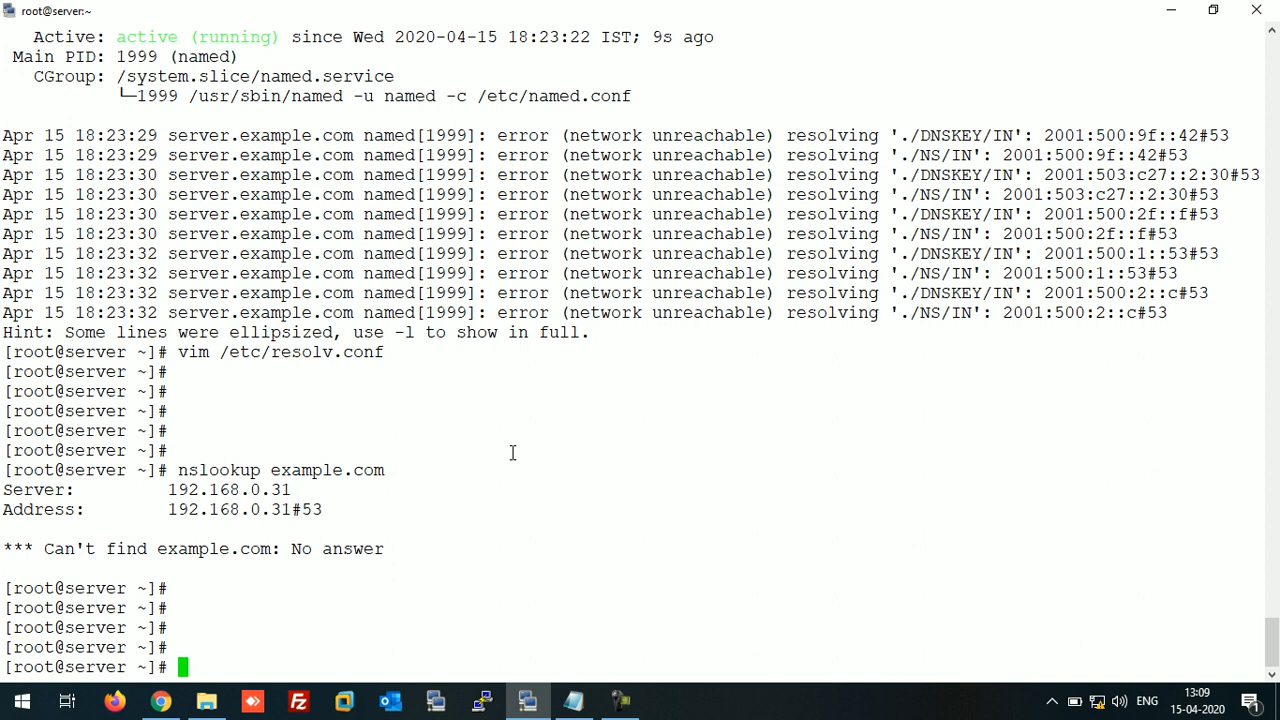 root@server:~
Active: active (running) since Wed 2020-04-15 18:23:22 IST; 9s ago
Main PID: 1999 (named)
CGroup: /system.slice/named.service
└─1999 /usr/sbin/named -u named -c /etc/named.conf
Apr 15 18:23:29 server.example.com named[1999]: error (network unreachable) resolving './DNSKEY/IN': 2001:500:9f::42#53
Apr 15 18:23:29 server.example.com named[1999]: error (network unreachable) resolving './NS/IN': 2001:500:9f::42#53
Apr 15 18:23:30 server.example.com named[1999]: error (network unreachable) resolving './DNSKEY/IN': 2001:503:c27::2:30#53
Apr 15 18:23:30 server.example.com named[1999]: error (network unreachable) resolving './NS/IN': 2001:503:c27::2:30#53
Apr 15 18:23:30 server.example.com named[1999]: error (network unreachable) resolving './DNSKEY/IN': 2001:500:2f::f#53
Apr 15 18:23:30 server.example.com named[1999]: error (network unreachable) resolving './NS/IN': 2001:500:2f::f#53
Apr 15 18:23:32 server.example.com named[1999]: error (network unreachable) resolving './DNSKEY/IN': 2001:500:1::53#53
Apr 15 18:23:32 server.example.com named[1999]: error (network unreachable) resolving './NS/IN': 2001:500:1::53#53
Apr 15 18:23:32 server.example.com named[1999]: error (network unreachable) resolving './DNSKEY/IN': 2001:500:2::c#53
Apr 15 18:23:32 server.example.com named[1999]: error (network unreachable) resolving './NS/IN': 2001:500:2::c#53
Hint: Some lines were ellipsized, use -l to show in full.
[root@server ~]# vim /etc/resolv.conf
[root@server ~]#
[root@server ~]#
[root@server ~]#
[root@server ~]#
[root@server ~]#
[root@server ~]# nslookup example.com
Server: 192.168.0.31
Address: 192.168.0.31#53
*** Can't find example.com: No answer
[root@server ~]#
[root@server ~]#
[root@server ~]#
[root@server ~]#
[root@server ~]#
ENG
13:09
15-04-2020
1